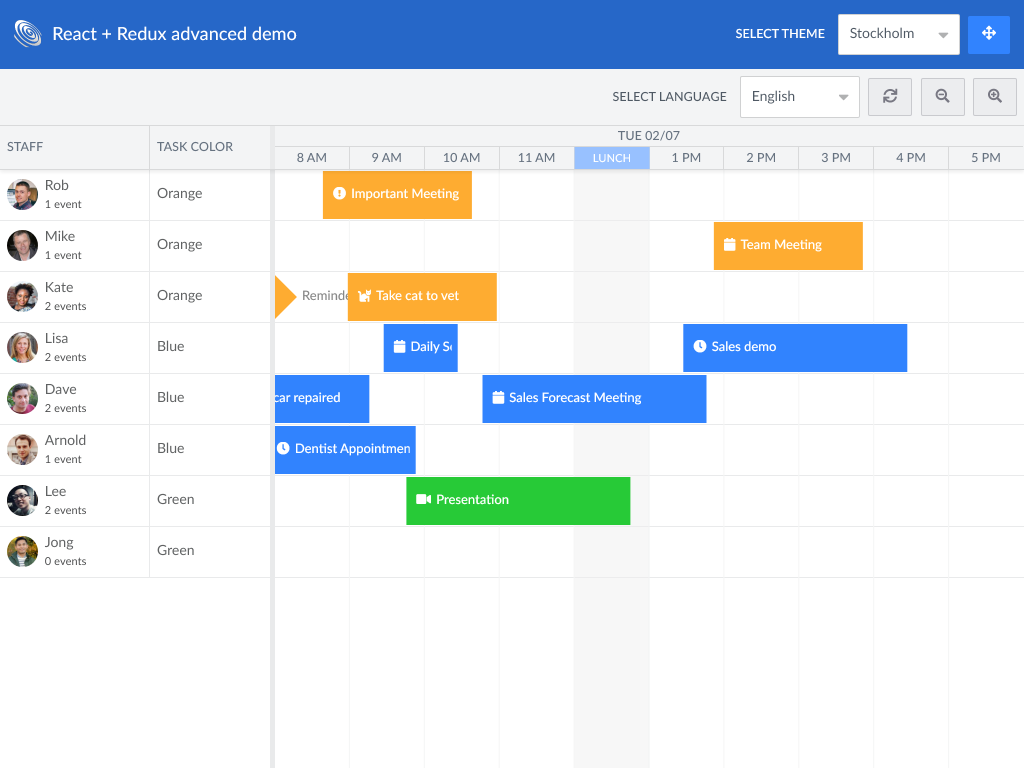 React + Redux advanced demo
SELECT THEME
Stockholm
SELECT LANGUAGE
English
STAFF
TASK COLOR
TUE 02/07
8 AM
9 AM
10 AM
11 AM
LUNCH
1 PM
2 PM
3 PM
4 PM
5 PM
Rob
1 event
Orange
Important Meeting
Mike
1 event
Orange
Team Meeting
Kate
2 events
Orange
Reminde
Take cat to vet
Lisa
2 events
Blue
Daily Sc
Sales demo
Dave
2 events
Blue
car repaired
Sales Forecast Meeting
Arnold
1 event
Blue
Dentist Appointmen
Lee
2 events
Green
Presentation
Jong
0 events
Green